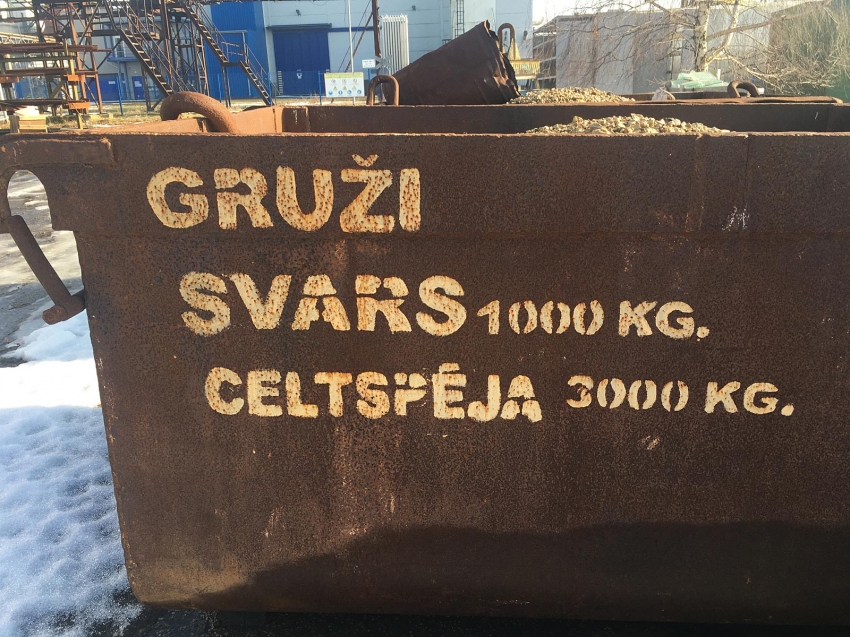 GRUŽI
SVARS 1000 KG.
CELTSPĒJA 3000 KG.